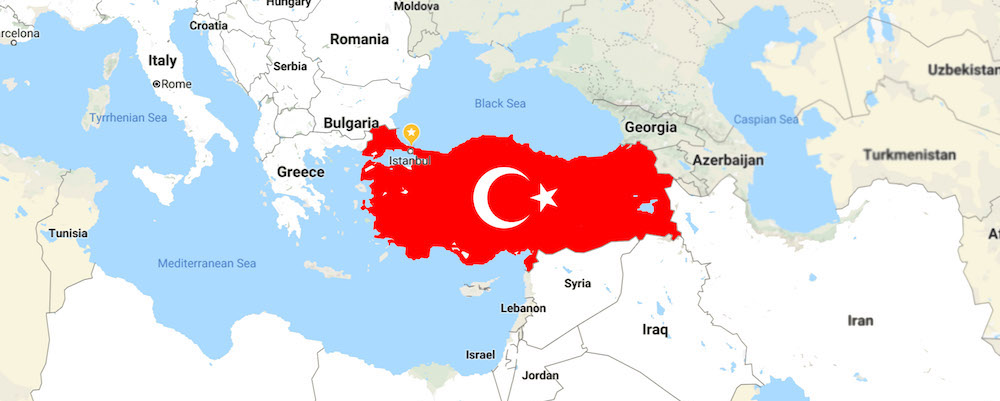 Moldova
Hungary
Croatia
rcelona
Romania
Italy
Serbia
Rome
Uzbekistan
Black Sea
Tyrrhenian Sea
Caspian Sea
Bulgaria
Georgia
Istanbul
Azerbaijan
Turkmenistan
Greece
Tunisia
Af
Mediterranean Sea
Syria
Lebanon
Iraq
Iran
Israel
Jordan